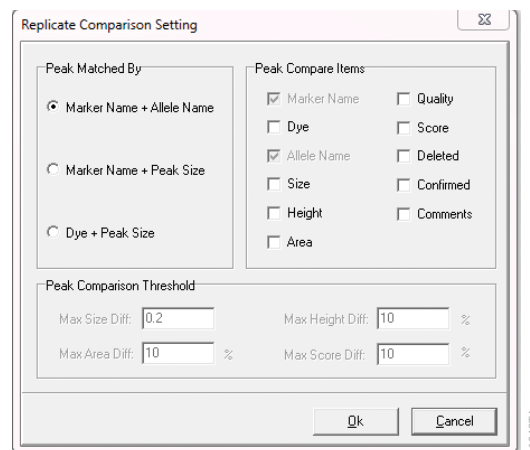 Replicate Comparison Setting
Peak Matched By
Marker Name + Allele Name
Marker Name + Peak Size
Dye + Peak Size
Peak Compare Items
Marker Name
Dye
Allele Name
Size
Height
Area
Quality
Score
Deleted
Confirmed
Comments
Peak Comparison Threshold
Max Size Diff: 0.2
Max Height Diff: 10 %
Max Area Diff: 10 %
Max Score Diff: 10 %
Ok
Cancel